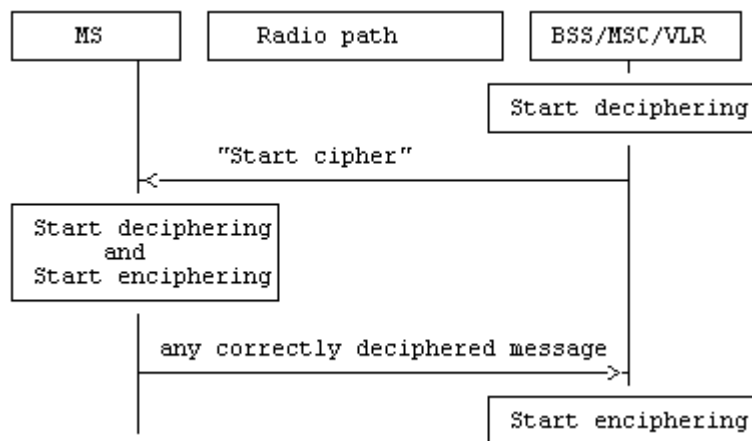 MS
Radio path
BSS/MSC/VLR
Start deciphering
"Start cipher"
Start deciphering
and
Start enciphering
any correctly deciphered message
Start enciphering